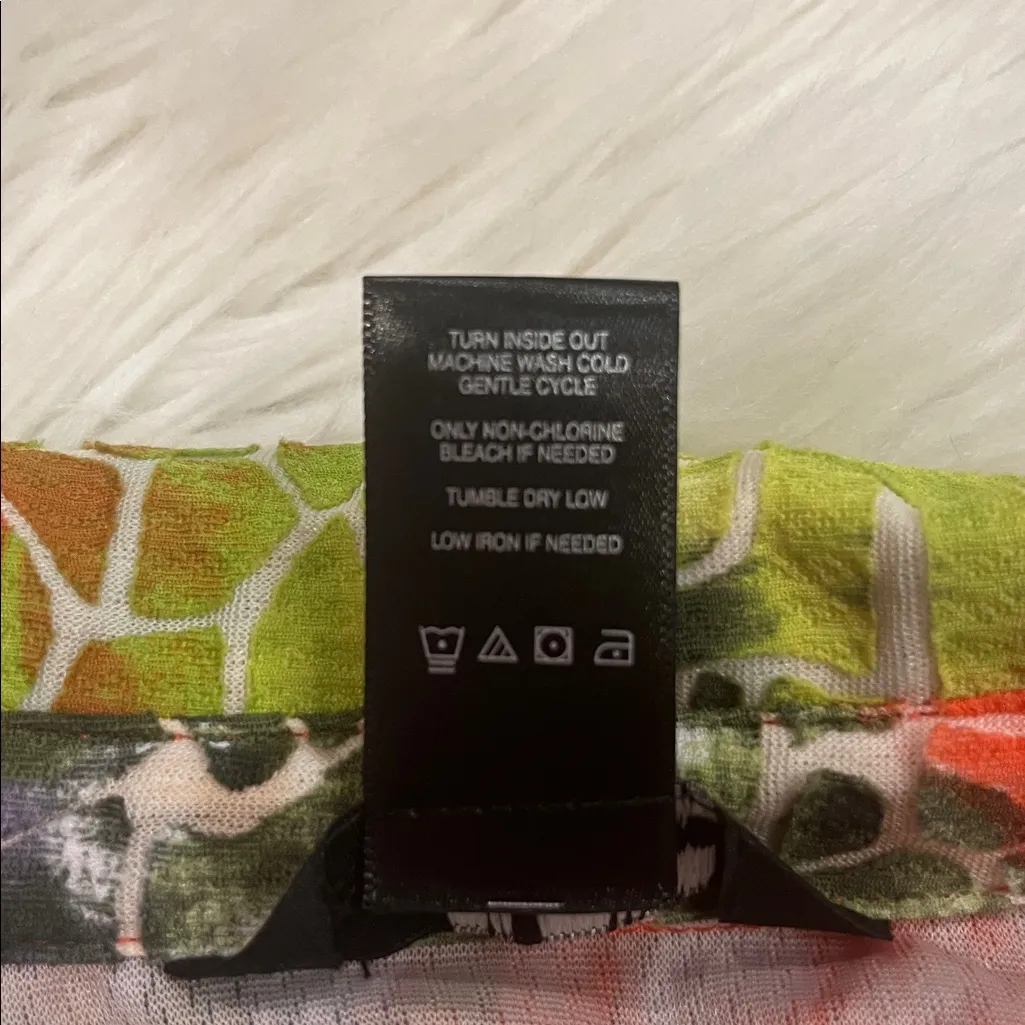 TURN INSIDE OUT
MACHINE WASH COLD
GENTLE CYCLE
ONLY NON-CHLORINE
BLEACH IF NEEDED
TUMBLE DRY LOW
LOW IRON IF NEEDED